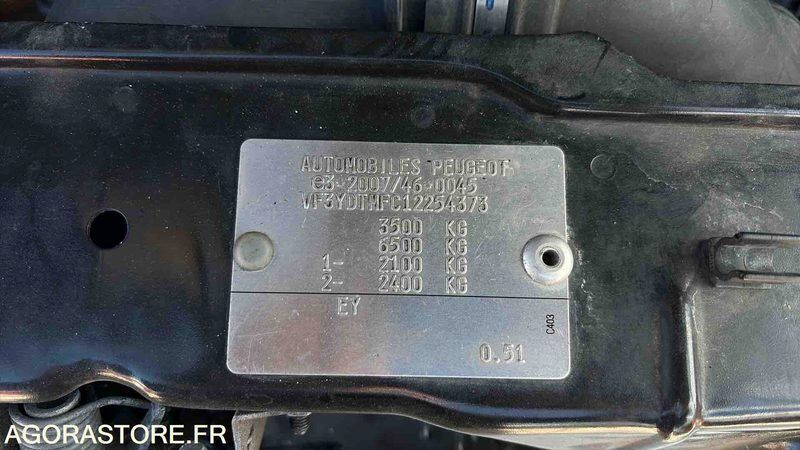 AUTOMOBILES PEUGEOT
e3*2007/46*0045
VF3YDTMFC12254373
3500 KG
6500 KG
1- 2100 KG
2- 2400 KG
EY
0.51
C403
AGORASTORE.FR